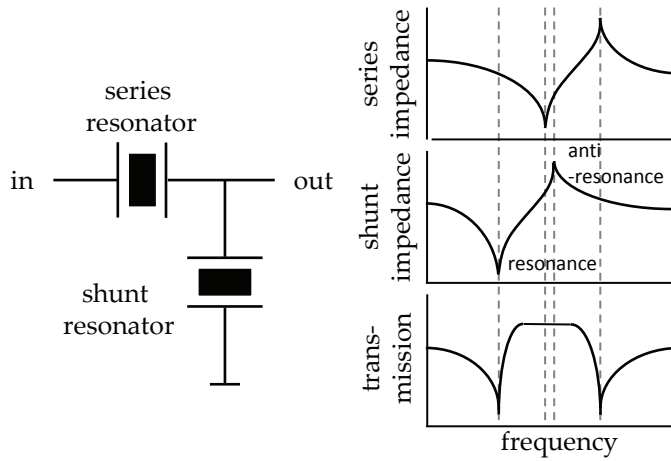 series
resonator
in
out
shunt
resonator
series
impedance
shunt
impedance
anti
-resonance
resonance
trans-
mission
frequency